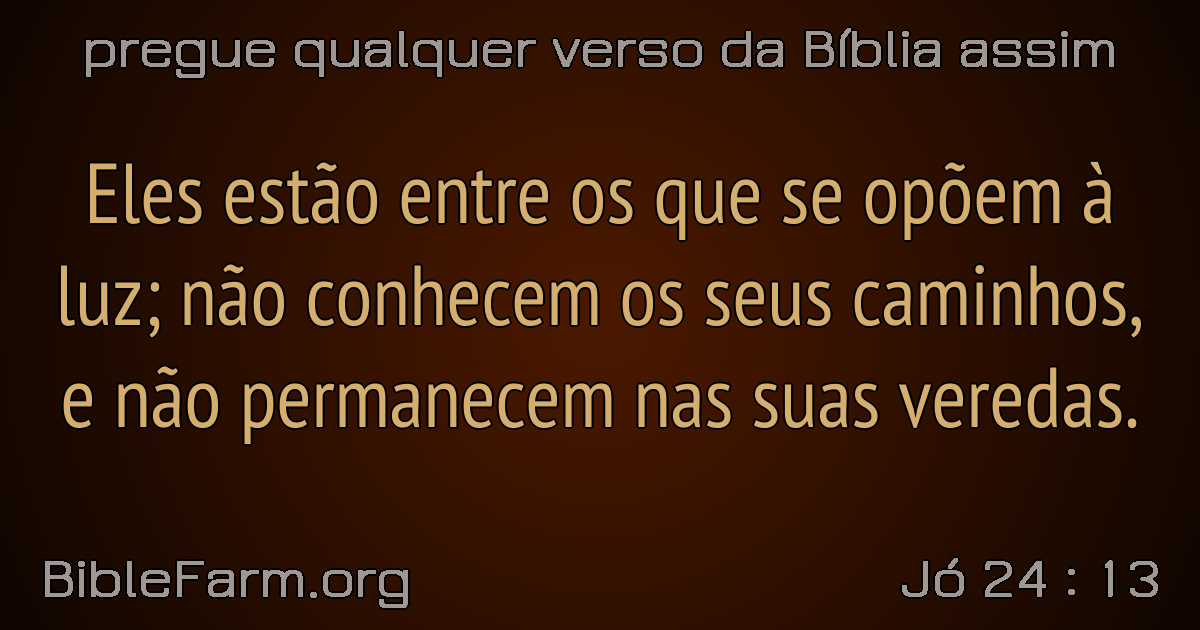 pregue qualquer verso da Bíblia assim
Eles estão entre os que se opõem à
luz; não conhecem os seus caminhos,
e não permanecem nas suas veredas.
BibleFarm.org
Jó 24 : 13